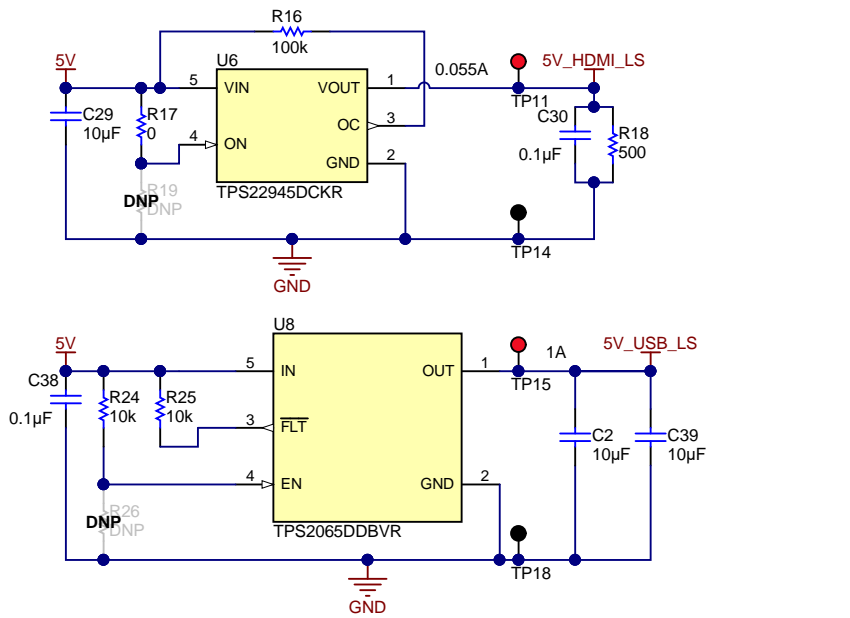 R16
100k
5V
U6
0.055A
5V_HDMI_LS
5
VIN
VOUT
1
TP11
C29
10µF
R17
0
4
ON
OC
3
C30
0.1µF
R18
500
GND
2
R19
DNP
DNP
TPS22945DCKR
TP14
GND
U8
5V
1A
5V_USB_LS
5
IN
OUT
1
TP15
C38
0.1µF
R24
10k
R25
10k
3
FLT
C2
10µF
C39
10µF
4
EN
GND
2
R26
DNP
DNP
TPS2065DDBVR
TP18
GND